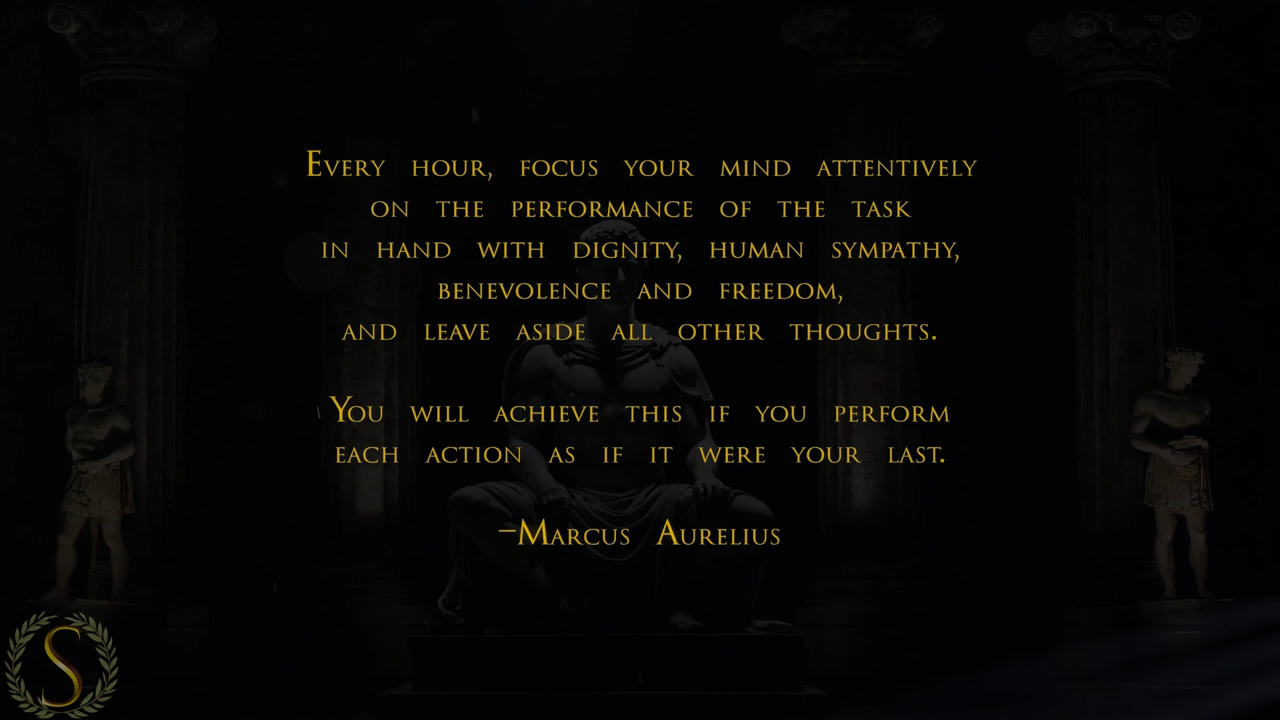 Every hour, focus your mind attentively
on the performance of the task
in hand with dignity, human sympathy,
benevolence and freedom,
and leave aside all other thoughts.
You will achieve this if you perform
each action as if it were your last.
–Marcus Aurelius
S